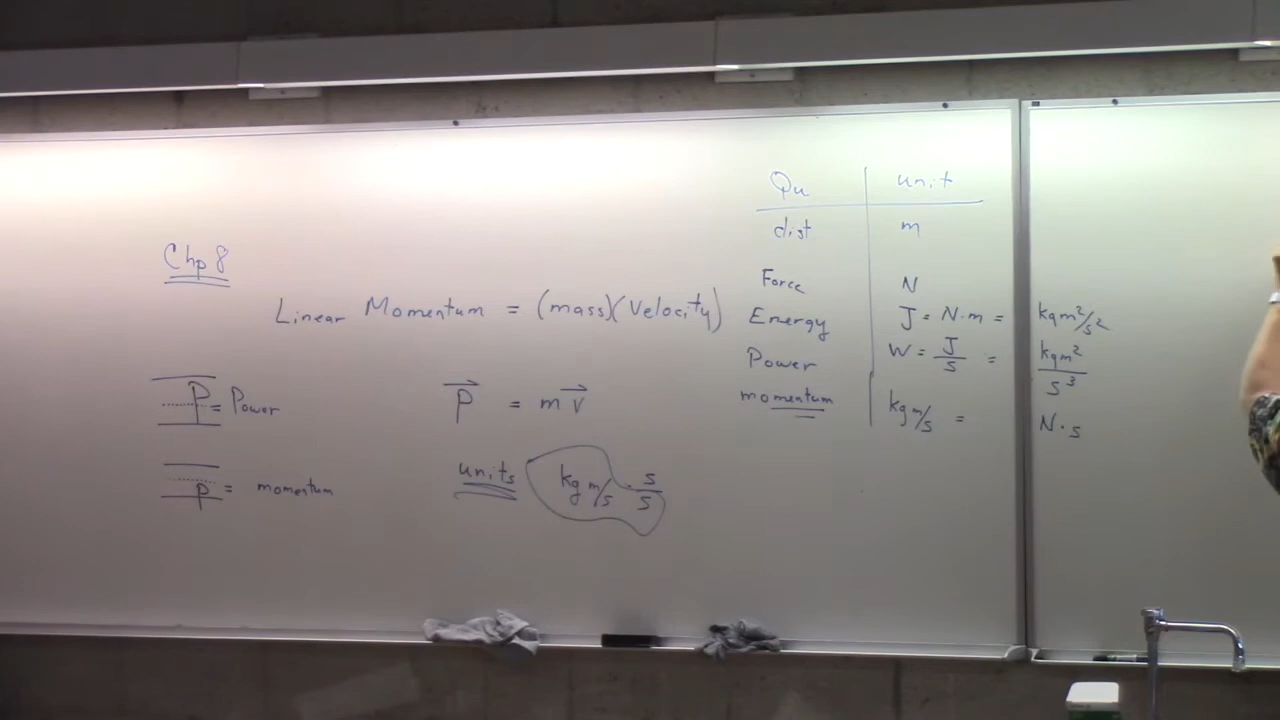 Chp 8
Linear Momentum = (mass)(Velocity)
P = Power
p⃗ = m v⃗
p = momentum
units kg m/s · s/s
Qu unit
dist m
Force N
Energy J = N·m = kgm²/s²
Power W = J/s = kgm²/s³
momentum kg m/s = N·s